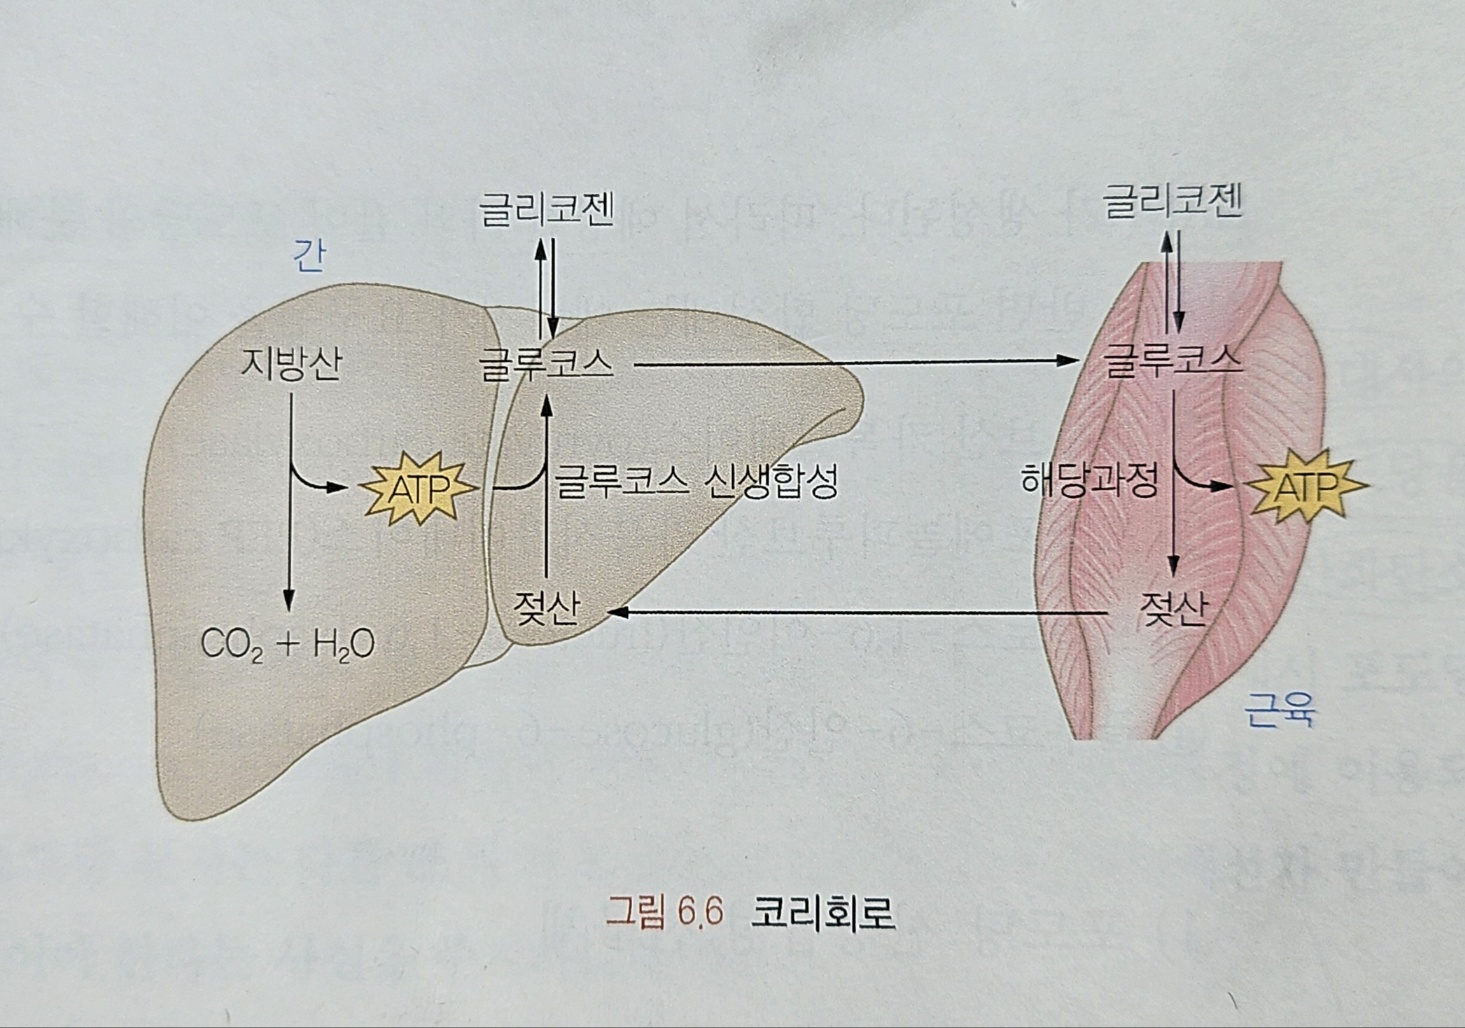 글리코젠
글리코젠
간
지방산
글루코스
글루코스
ATP
글루코스 신생합성
해당과정
ATP
젖산
젖산
CO₂ + H₂O
근육
그림 6.6 코리회로